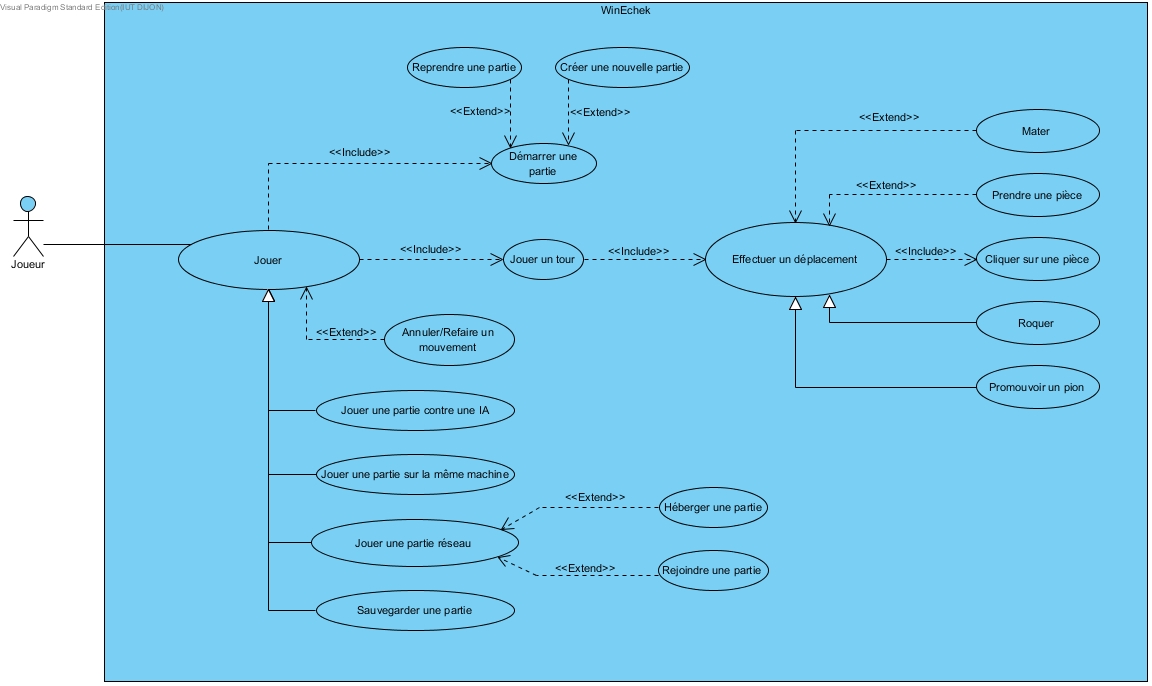 Visual Paradigm Standard Edition(IUT DIJON)
WinEchek
Reprendre une partie
Créer une nouvelle partie
<<Extend>>
<<Extend>>
<<Extend>>
Mater
<<Include>>
Démarrer une
partie
<<Extend>>
Prendre une pièce
Joueur
Jouer
<<Include>>
Jouer un tour
<<Include>>
Effectuer un déplacement
<<Include>>
Cliquer sur une pièce
<<Extend>>
Annuler/Refaire un
mouvement
Roquer
Promouvoir un pion
Jouer une partie contre une IA
Jouer une partie sur la même machine
<<Extend>>
Héberger une partie
Jouer une partie réseau
<<Extend>>
Rejoindre une partie
Sauvegarder une partie